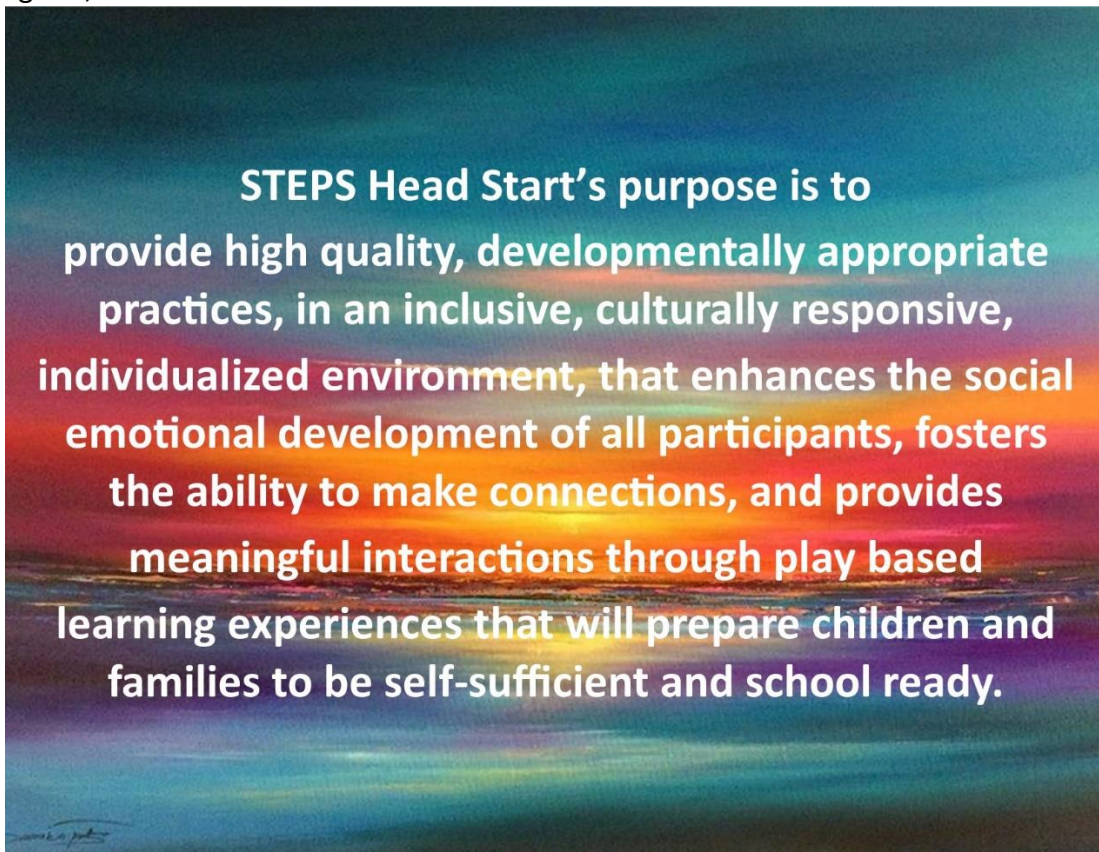 STEPS Head Start’s purpose is to
provide high quality, developmentally appropriate
practices, in an inclusive, culturally responsive,
individualized environment, that enhances the social
emotional development of all participants, fosters
the ability to make connections, and provides
meaningful interactions through play based
learning experiences that will prepare children and
families to be self-sufficient and school ready.